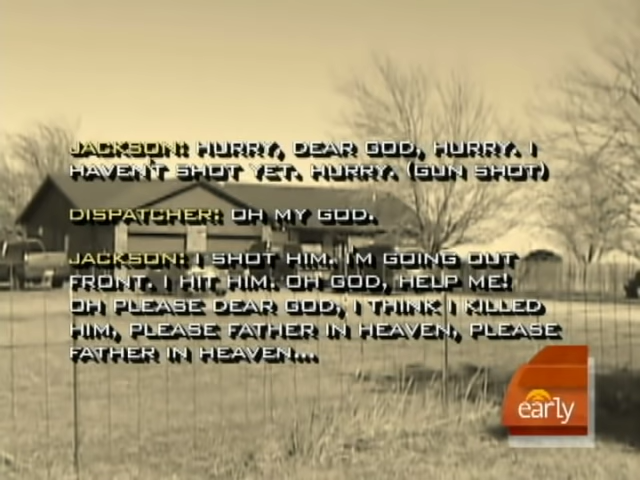 JACKSON: HURRY, DEAR GOD, HURRY. I
HAVEN'T SHOT YET. HURRY. (GUN SHOT)
DISPATCHER: OH MY GOD.
JACKSON: I SHOT HIM. I'M GOING OUT
FRONT. I HIT HIM. OH GOD, HELP ME!
OH PLEASE DEAR GOD, I THINK I KILLED
HIM, PLEASE FATHER IN HEAVEN, PLEASE
FATHER IN HEAVEN...
early